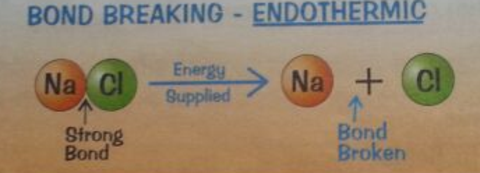 BOND BREAKING - ENDOTHERMIC
Na Cl Energy Supplied Na + Cl
Strong
Bond
Bond
Broken